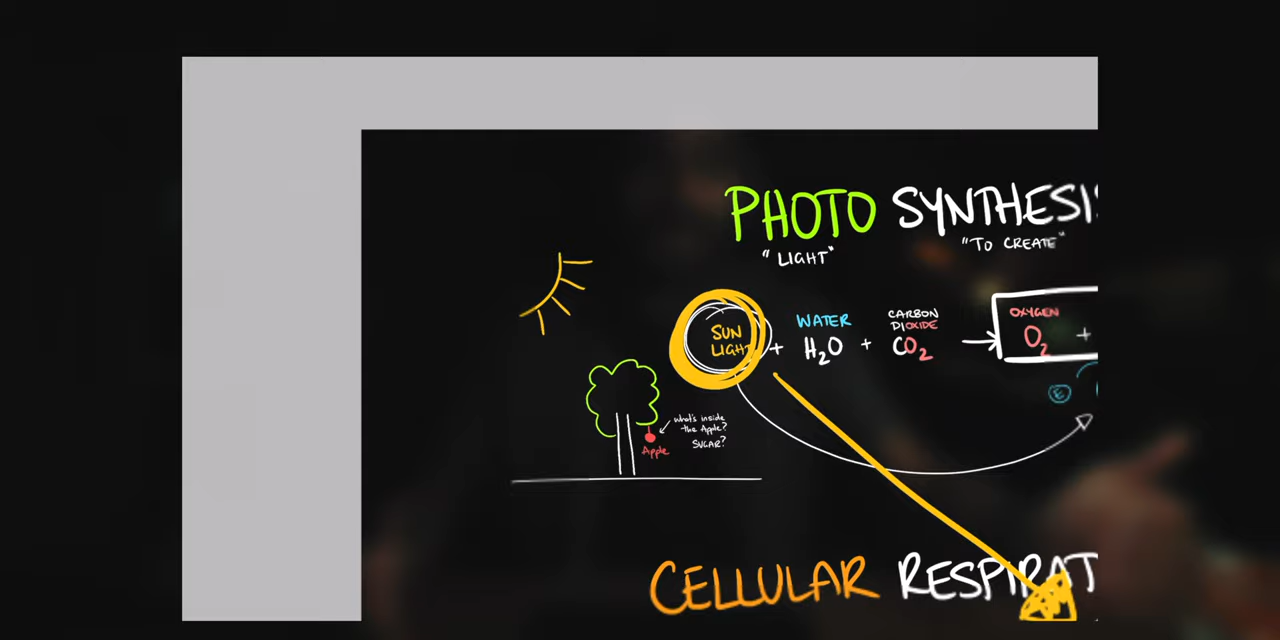 PHOTO SYNTHESIS
"LIGHT"
"TO CREATE"
SUN
LIGHT
+
WATER
H2O
+
CARBON
DIOXIDE
CO2
OXYGEN
O2
+
E
what's inside
the Apple?
SUGAR?
Apple
CELLULAR